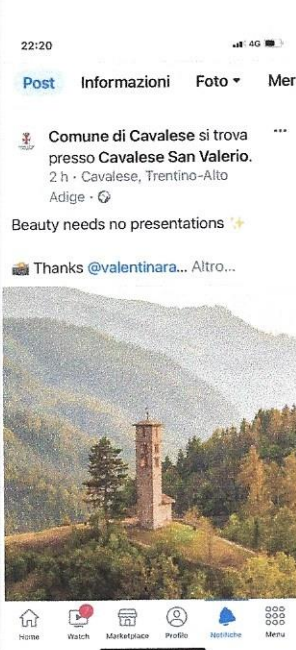 22:20
4G
Post Informazioni Foto Mer
Comune di Cavalese si trova
presso Cavalese San Valerio.
2 h · Cavalese, Trentino-Alto
Adige ·
Beauty needs no presentations ✨
📸 Thanks @valentinara... Altro...
Home Watch Marketplace Profilo Notifiche Menu